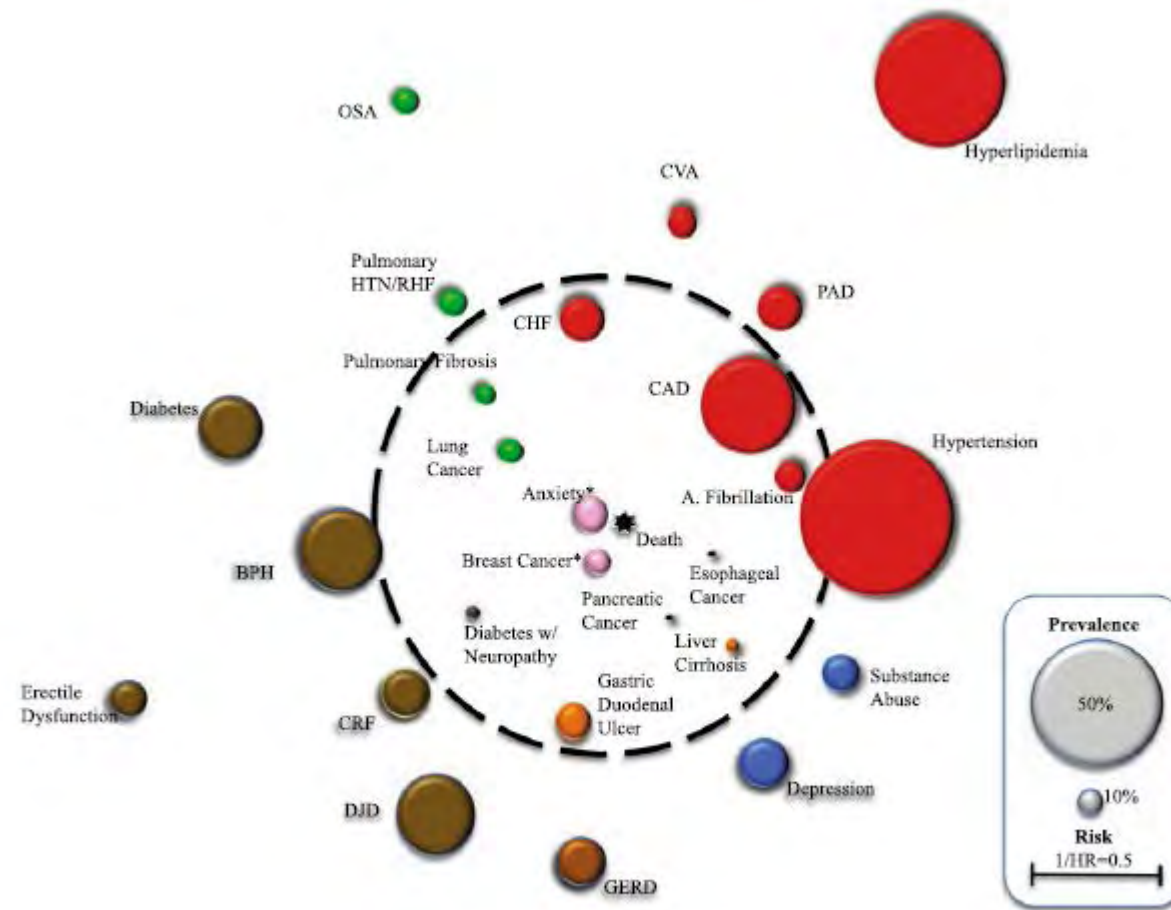 OSA
Hyperlipidemia
CVA
Pulmonary
HTN/RHF
PAD
CHF
Pulmonary Fibrosis
CAD
Diabetes
Hypertension
Lung
Cancer
Anxiety*
A. Fibrillation
Death
Breast Cancer*
BPH
Esophageal
Cancer
Pancreatic
Cancer
Diabetes w/
Neuropathy
Liver
Cirrhosis
Substance
Abuse
Gastric
Duodenal
Ulcer
Erectile
Dysfunction
CRF
Depression
DJD
GERD
Prevalence
50%
10%
Risk
1/HR=0.5